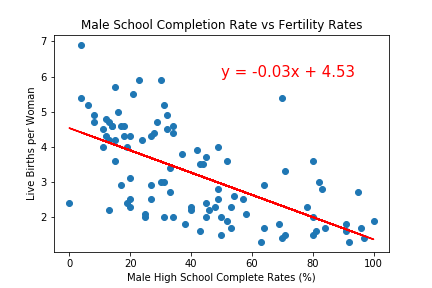 Male School Completion Rate vs Fertility Rates
7
6
5
4
3
2
Live Births per Woman
y = -0.03x + 4.53
0 20 40 60 80 100
Male High School Complete Rates (%)